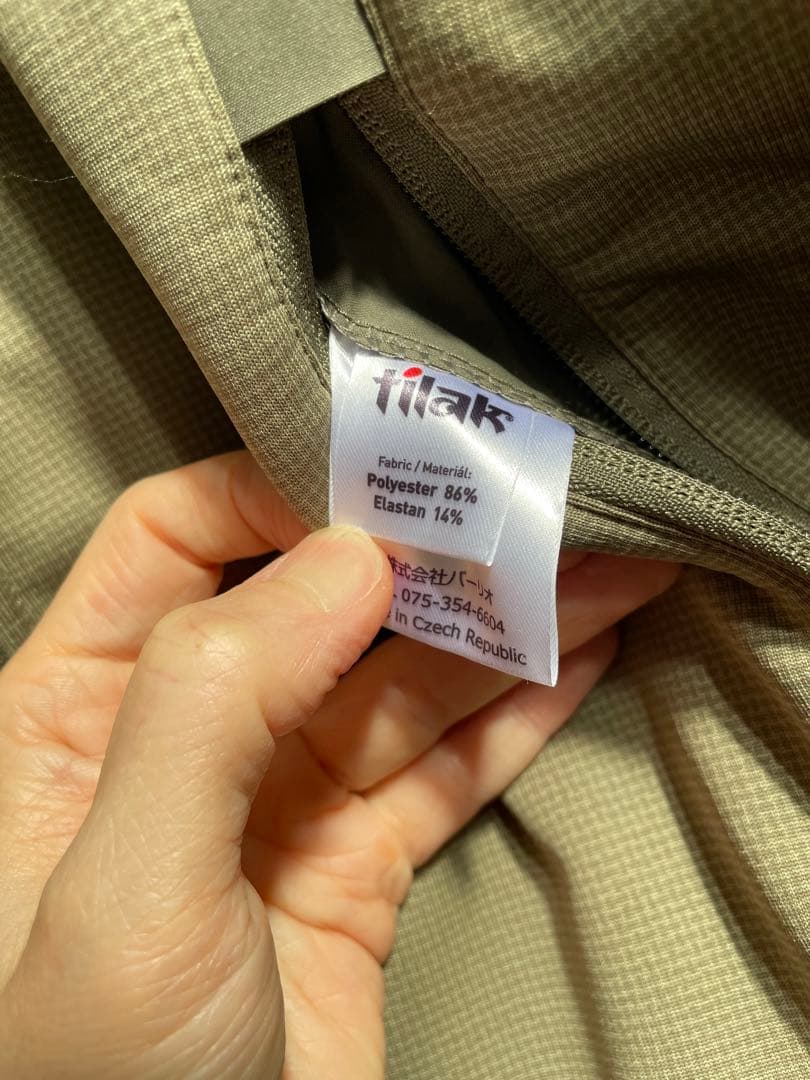 tilak
Fabric / Materiál:
Polyester 86%
Elastan 14%
株式会社バーリオ
075-354-6604
in Czech Republic